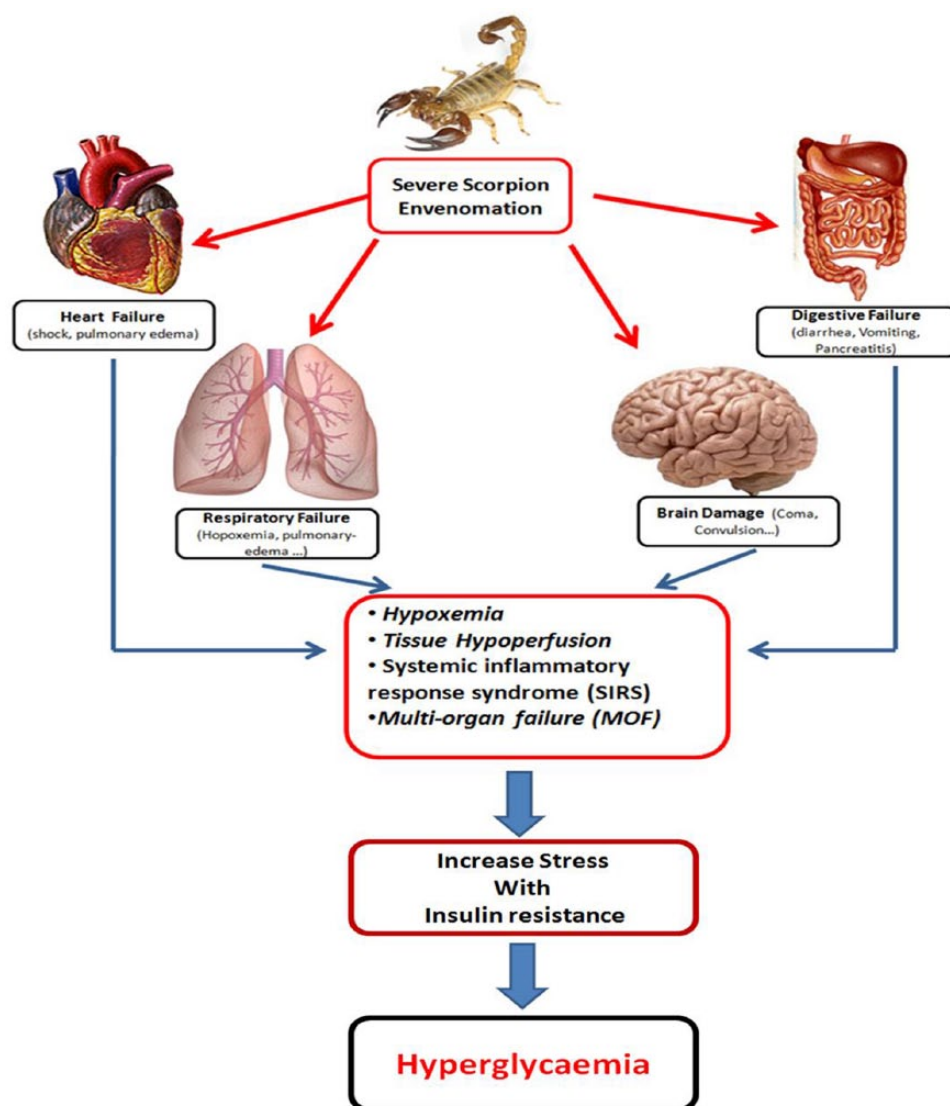 Severe Scorpion
Envenomation
Heart Failure
(shock, pulmonary edema)
Digestive Failure
(diarrhea, Vomiting,
Pancreatitis)
Respiratory Failure
(Hopoxemia, pulmonary-
edema ...)
Brain Damage (Coma,
Convulsion...)
• Hypoxemia
• Tissue Hypoperfusion
• Systemic inflammatory
response syndrome (SIRS)
•Multi-organ failure (MOF)
Increase Stress
With
Insulin resistance
Hyperglycaemia